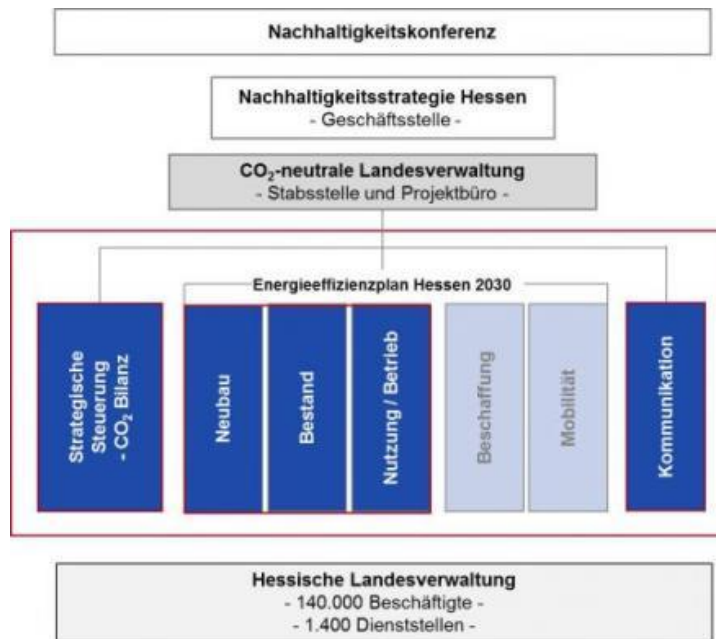 Nachhaltigkeitskonferenz
Nachhaltigkeitsstrategie Hessen
- Geschäftsstelle -
CO₂-neutrale Landesverwaltung
- Stabsstelle und Projektbüro -
Energieeffizienzplan Hessen 2030
Strategische
Steuerung
- CO₂ Bilanz
Neubau
Bestand
Nutzung / Betrieb
Beschaffung
Mobilität
Kommunikation
Hessische Landesverwaltung
- 140.000 Beschäftigte -
- 1.400 Dienststellen -